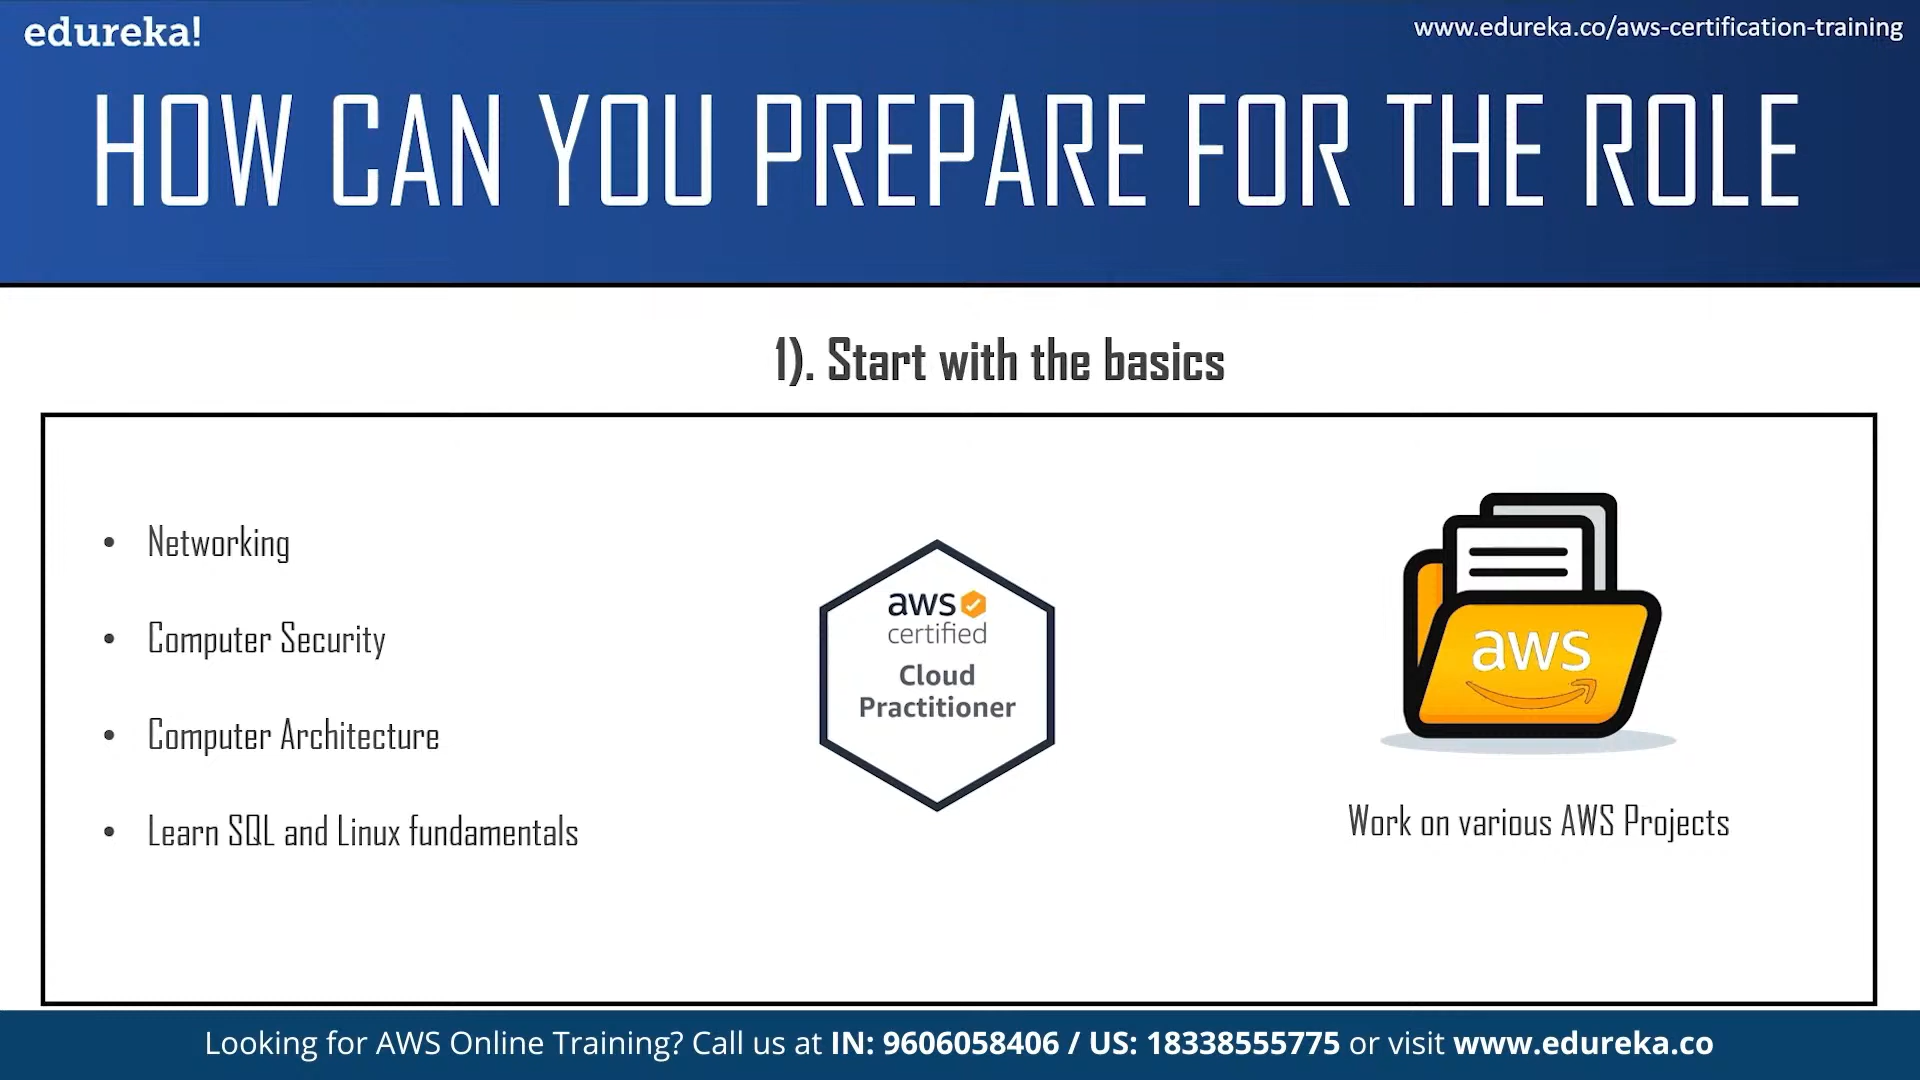 edureka!
www.edureka.co/aws-certification-training
HOW CAN YOU PREPARE FOR THE ROLE
1). Start with the basics
• Networking
• Computer Security
• Computer Architecture
• Learn SQL and Linux fundamentals
aws
certified
Cloud
Practitioner
aws
Work on various AWS Projects
Looking for AWS Online Training? Call us at IN: 9606058406 / US: 18338555775 or visit www.edureka.co